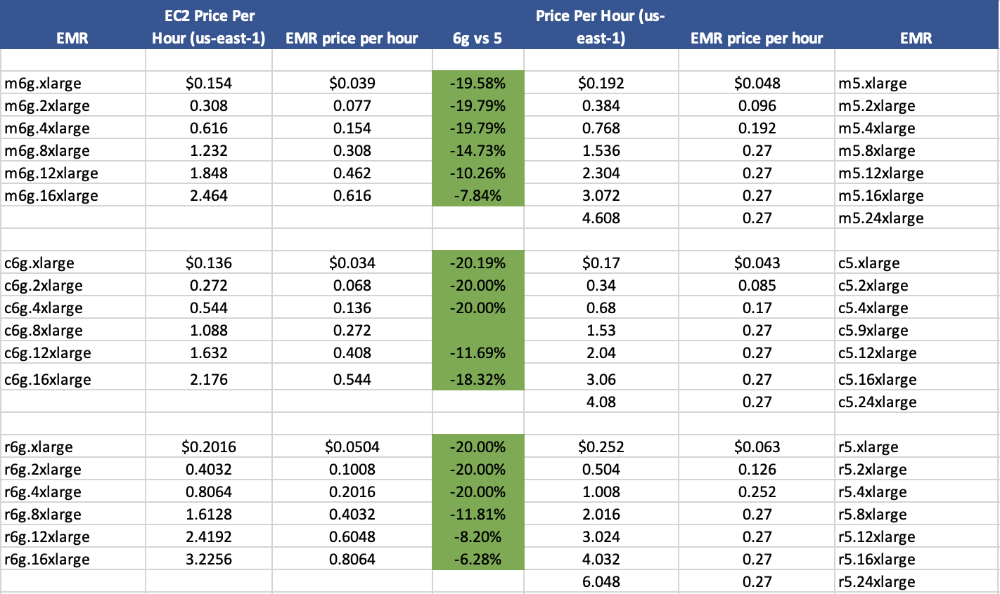 EMR EC2 Price Per Hour (us-east-1) EMR price per hour 6g vs 5 Price Per Hour (us-east-1) EMR price per hour EMR
m6g.xlarge $0.154 $0.039 -19.58% $0.192 $0.048 m5.xlarge
m6g.2xlarge 0.308 0.077 -19.79% 0.384 0.096 m5.2xlarge
m6g.4xlarge 0.616 0.154 -19.79% 0.768 0.192 m5.4xlarge
m6g.8xlarge 1.232 0.308 -14.73% 1.536 0.27 m5.8xlarge
m6g.12xlarge 1.848 0.462 -10.26% 2.304 0.27 m5.12xlarge
m6g.16xlarge 2.464 0.616 -7.84% 3.072 0.27 m5.16xlarge
4.608 0.27 m5.24xlarge
c6g.xlarge $0.136 $0.034 -20.19% $0.17 $0.043 c5.xlarge
c6g.2xlarge 0.272 0.068 -20.00% 0.34 0.085 c5.2xlarge
c6g.4xlarge 0.544 0.136 -20.00% 0.68 0.17 c5.4xlarge
c6g.8xlarge 1.088 0.272 1.53 0.27 c5.9xlarge
c6g.12xlarge 1.632 0.408 -11.69% 2.04 0.27 c5.12xlarge
c6g.16xlarge 2.176 0.544 -18.32% 3.06 0.27 c5.16xlarge
4.08 0.27 c5.24xlarge
r6g.xlarge $0.2016 $0.0504 -20.00% $0.252 $0.063 r5.xlarge
r6g.2xlarge 0.4032 0.1008 -20.00% 0.504 0.126 r5.2xlarge
r6g.4xlarge 0.8064 0.2016 -20.00% 1.008 0.252 r5.4xlarge
r6g.8xlarge 1.6128 0.4032 -11.81% 2.016 0.27 r5.8xlarge
r6g.12xlarge 2.4192 0.6048 -8.20% 3.024 0.27 r5.12xlarge
r6g.16xlarge 3.2256 0.8064 -6.28% 4.032 0.27 r5.16xlarge
6.048 0.27 r5.24xlarge